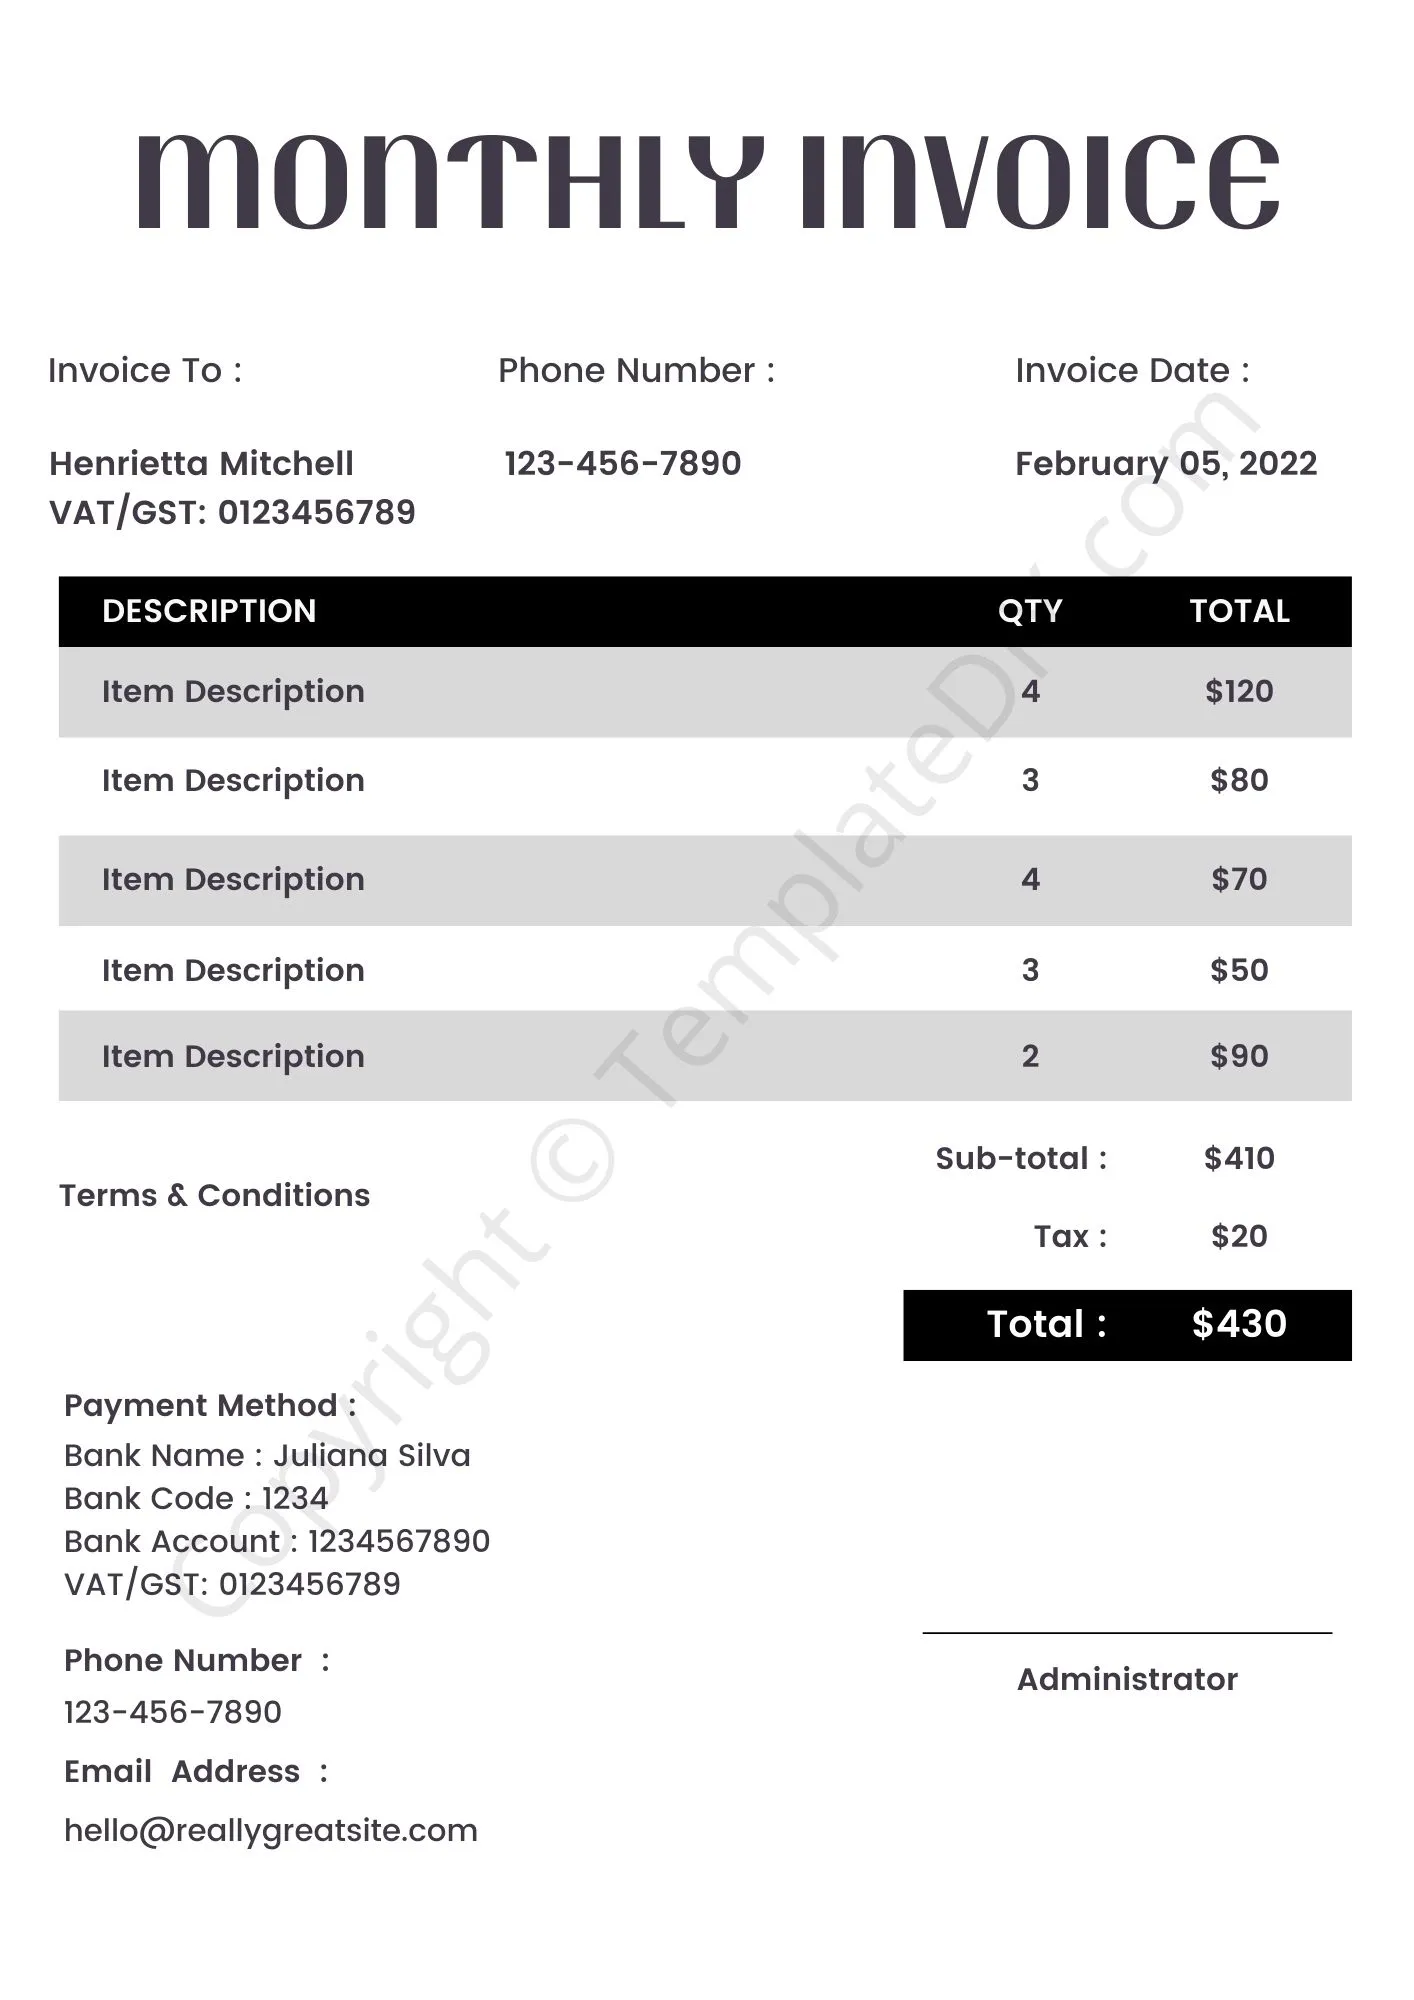 MONTHLY INVOICE
Invoice To : Phone Number : Invoice Date :
Henrietta Mitchell 123-456-7890 February 05, 2022
VAT/GST: 0123456789
DESCRIPTION QTY TOTAL
Item Description 4 $120
Item Description 3 $80
Item Description 4 $70
Item Description 3 $50
Item Description 2 $90
Sub-total : $410
Terms & Conditions
Tax : $20
Total : $430
Payment Method :
Bank Name : Juliana Silva
Bank Code : 1234
Bank Account : 1234567890
VAT/GST: 0123456789
Phone Number :
123-456-7890
Administrator
Email Address :
hello@reallygreatsite.com
Copyright ©